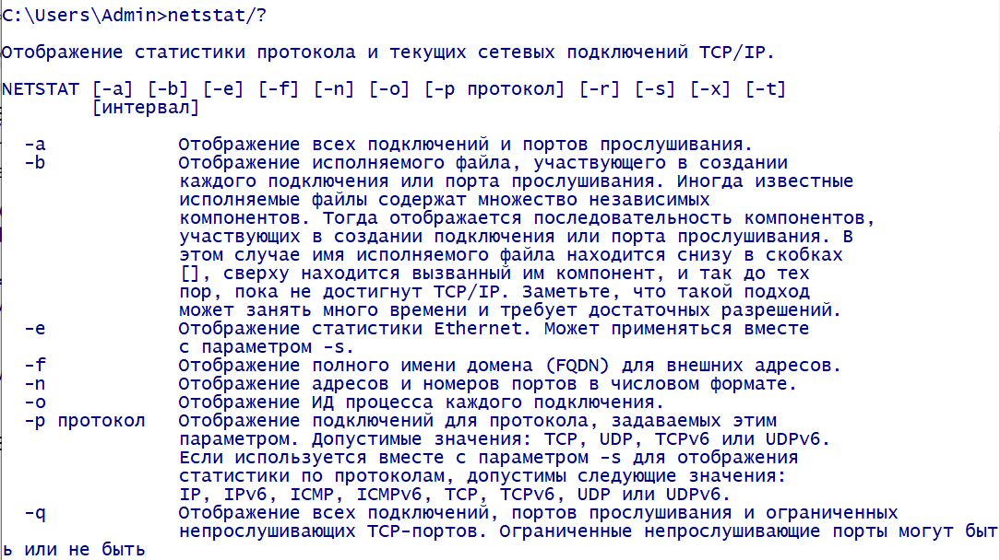 C:\Users\Admin>netstat/?
Отображение статистики протокола и текущих сетевых подключений TCP/IP.
NETSTAT [-a] [-b] [-e] [-f] [-n] [-o] [-p протокол] [-r] [-s] [-x] [-t]
[интервал]
-a Отображение всех подключений и портов прослушивания.
-b Отображение исполняемого файла, участвующего в создании
каждого подключения или порта прослушивания. Иногда известные
исполняемые файлы содержат множество независимых
компонентов. Тогда отображается последовательность компонентов,
участвующих в создании подключения или порта прослушивания. В
этом случае имя исполняемого файла находится снизу в скобках
[], сверху находится вызванный им компонент, и так до тех
пор, пока не достигнут TCP/IP. Заметьте, что такой подход
может занять много времени и требует достаточных разрешений.
-e Отображение статистики Ethernet. Может применяться вместе
с параметром -s.
-f Отображение полного имени домена (FQDN) для внешних адресов.
-n Отображение адресов и номеров портов в числовом формате.
-o Отображение ИД процесса каждого подключения.
-p протокол Отображение подключений для протокола, задаваемых этим
параметром. Допустимые значения: TCP, UDP, TCPv6 или UDPv6.
Если используется вместе с параметром -s для отображения
статистики по протоколам, допустимы следующие значения:
IP, IPv6, ICMP, ICMPv6, TCP, TCPv6, UDP или UDPv6.
-q Отображение всех подключений, портов прослушивания и ограниченных
непрослушивающих TCP-портов. Ограниченные непрослушивающие порты могут быт
ь или не быть